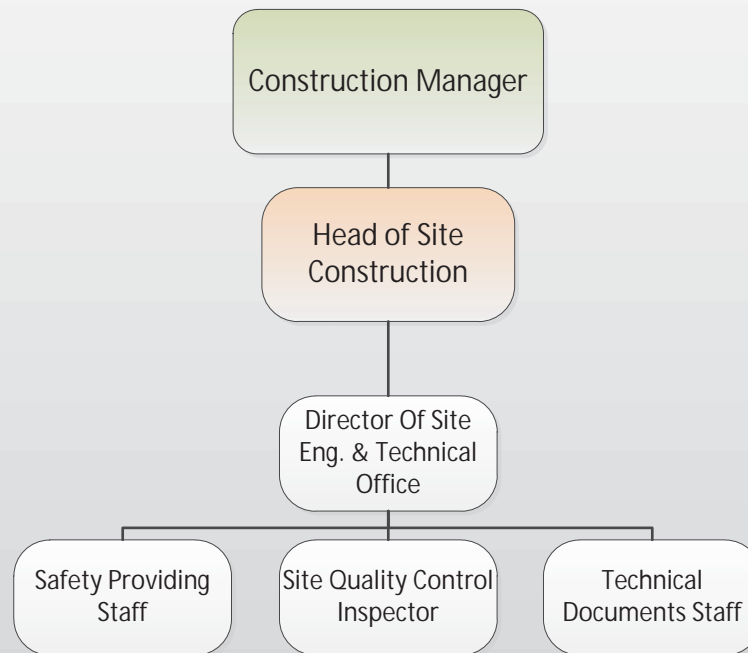 Construction Manager
Head of Site
Construction
Director Of Site
Eng. & Technical
Office
Safety Providing
Staff
Site Quality Control
Inspector
Technical
Documents Staff